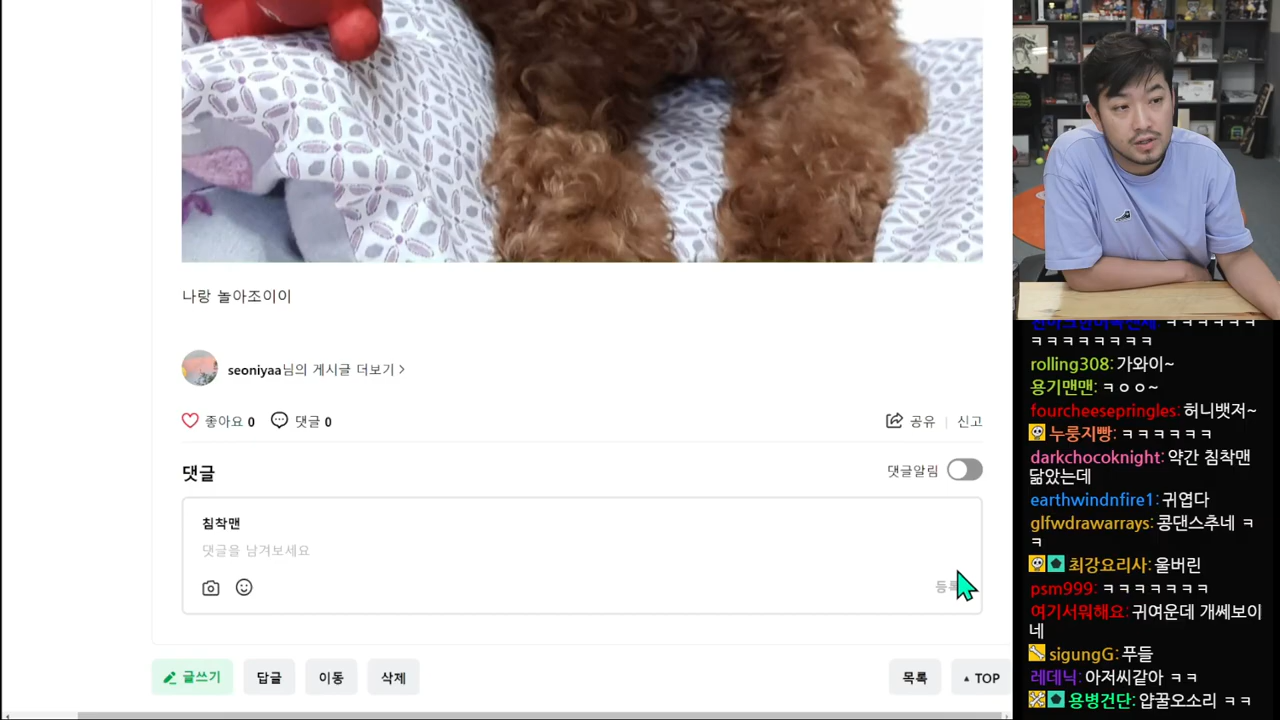 나랑 놀아조이이
seoniyaa님의 게시글 더보기 >
좋아요 0 댓글 0
공유 | 신고
댓글
댓글알림
침착맨
댓글을 남겨보세요
글쓰기 답글 이동 삭제
목록 TOP
ㅋㅋㅋㅋㅋㅋ
ㅋㅋㅋㅋㅋㅋㅋㅋ
rolling308: 가와이~
용기맨맨: ㅋㅇㅇ~
fourcheesepringles: 허니뱃저~
누룽지빵: ㅋㅋㅋㅋㅋㅋ
darkchocoknight: 약간 침착맨
닮았는데
earthwindnfire1: 귀엽다
glfwdrawarrays: 콩댄스추네 ㅋ
ㅋ
최강요리사: 울버린
psm999: ㅋㅋㅋㅋㅋㅋㅋ
여기서뭐해요: 귀여운데 개쎄보이
네
sigungG: 푸들
레데닉: 아저씨같아 ㅋㅋ
용병건단: 얍꿀오소리 ㅋㅋ